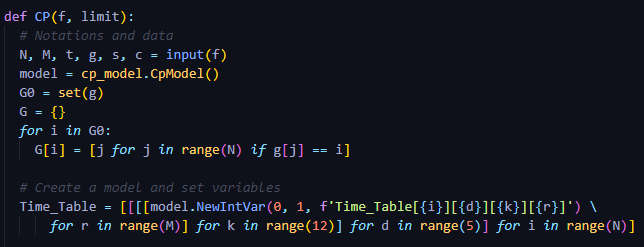 def CP(f, limit):
  # Notations and data
  N, M, t, g, s, c = input(f)
  model = cp_model.CpModel()
  G0 = set(g)
  G = {}
  for i in G0:
    G[i] = [j for j in range(N) if g[j] == i]

  # Create a model and set variables
  Time_Table = [[[[model.NewIntVar(0, 1, f'Time_Table[{i}][{d}][{k}][{r}]') \
      for r in range(M)] for k in range(12)] for d in range(5)] for i in range(N)]